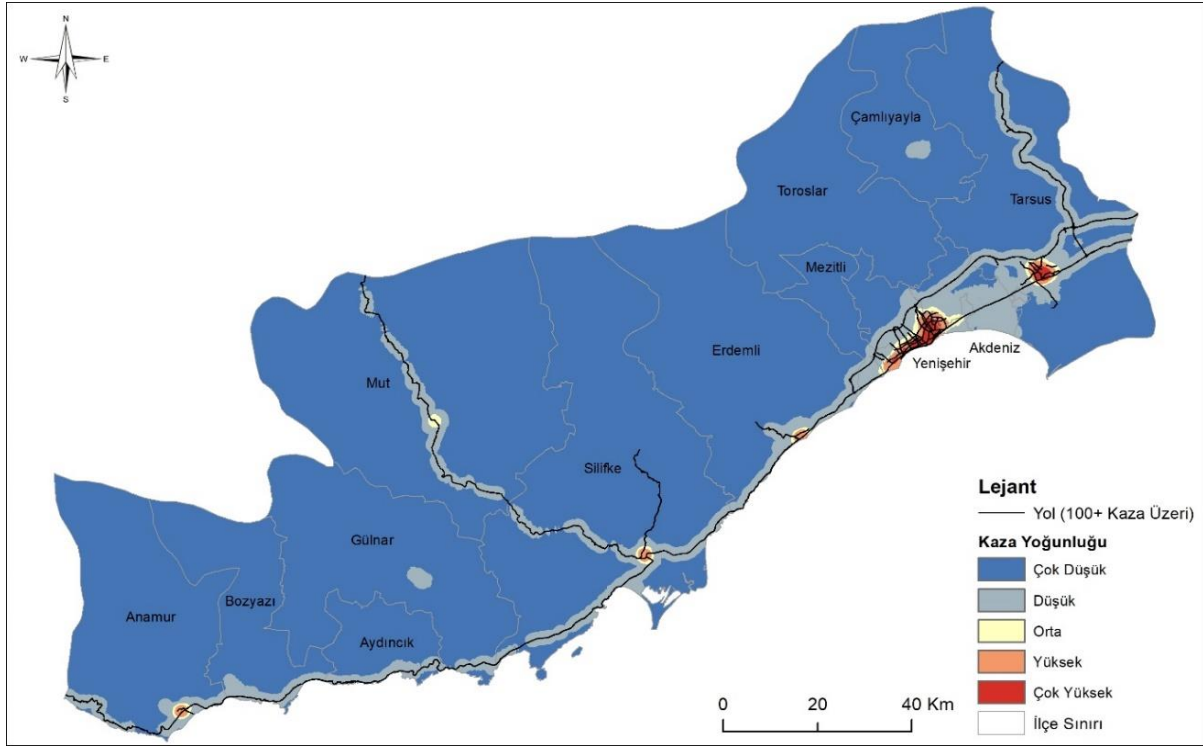 N
W E
S
Çamlıyayla
Toroslar
Tarsus
Mezitli
Erdemli
Akdeniz
Yenişehir
Mut
Silifke
Gülnar
Bozyazı
Anamur
Aydıncık
Lejant
Yol (100+ Kaza Üzeri)
Kaza Yoğunluğu
Çok Düşük
Düşük
Orta
Yüksek
Çok Yüksek
İlçe Sınırı
0 20 40 Km